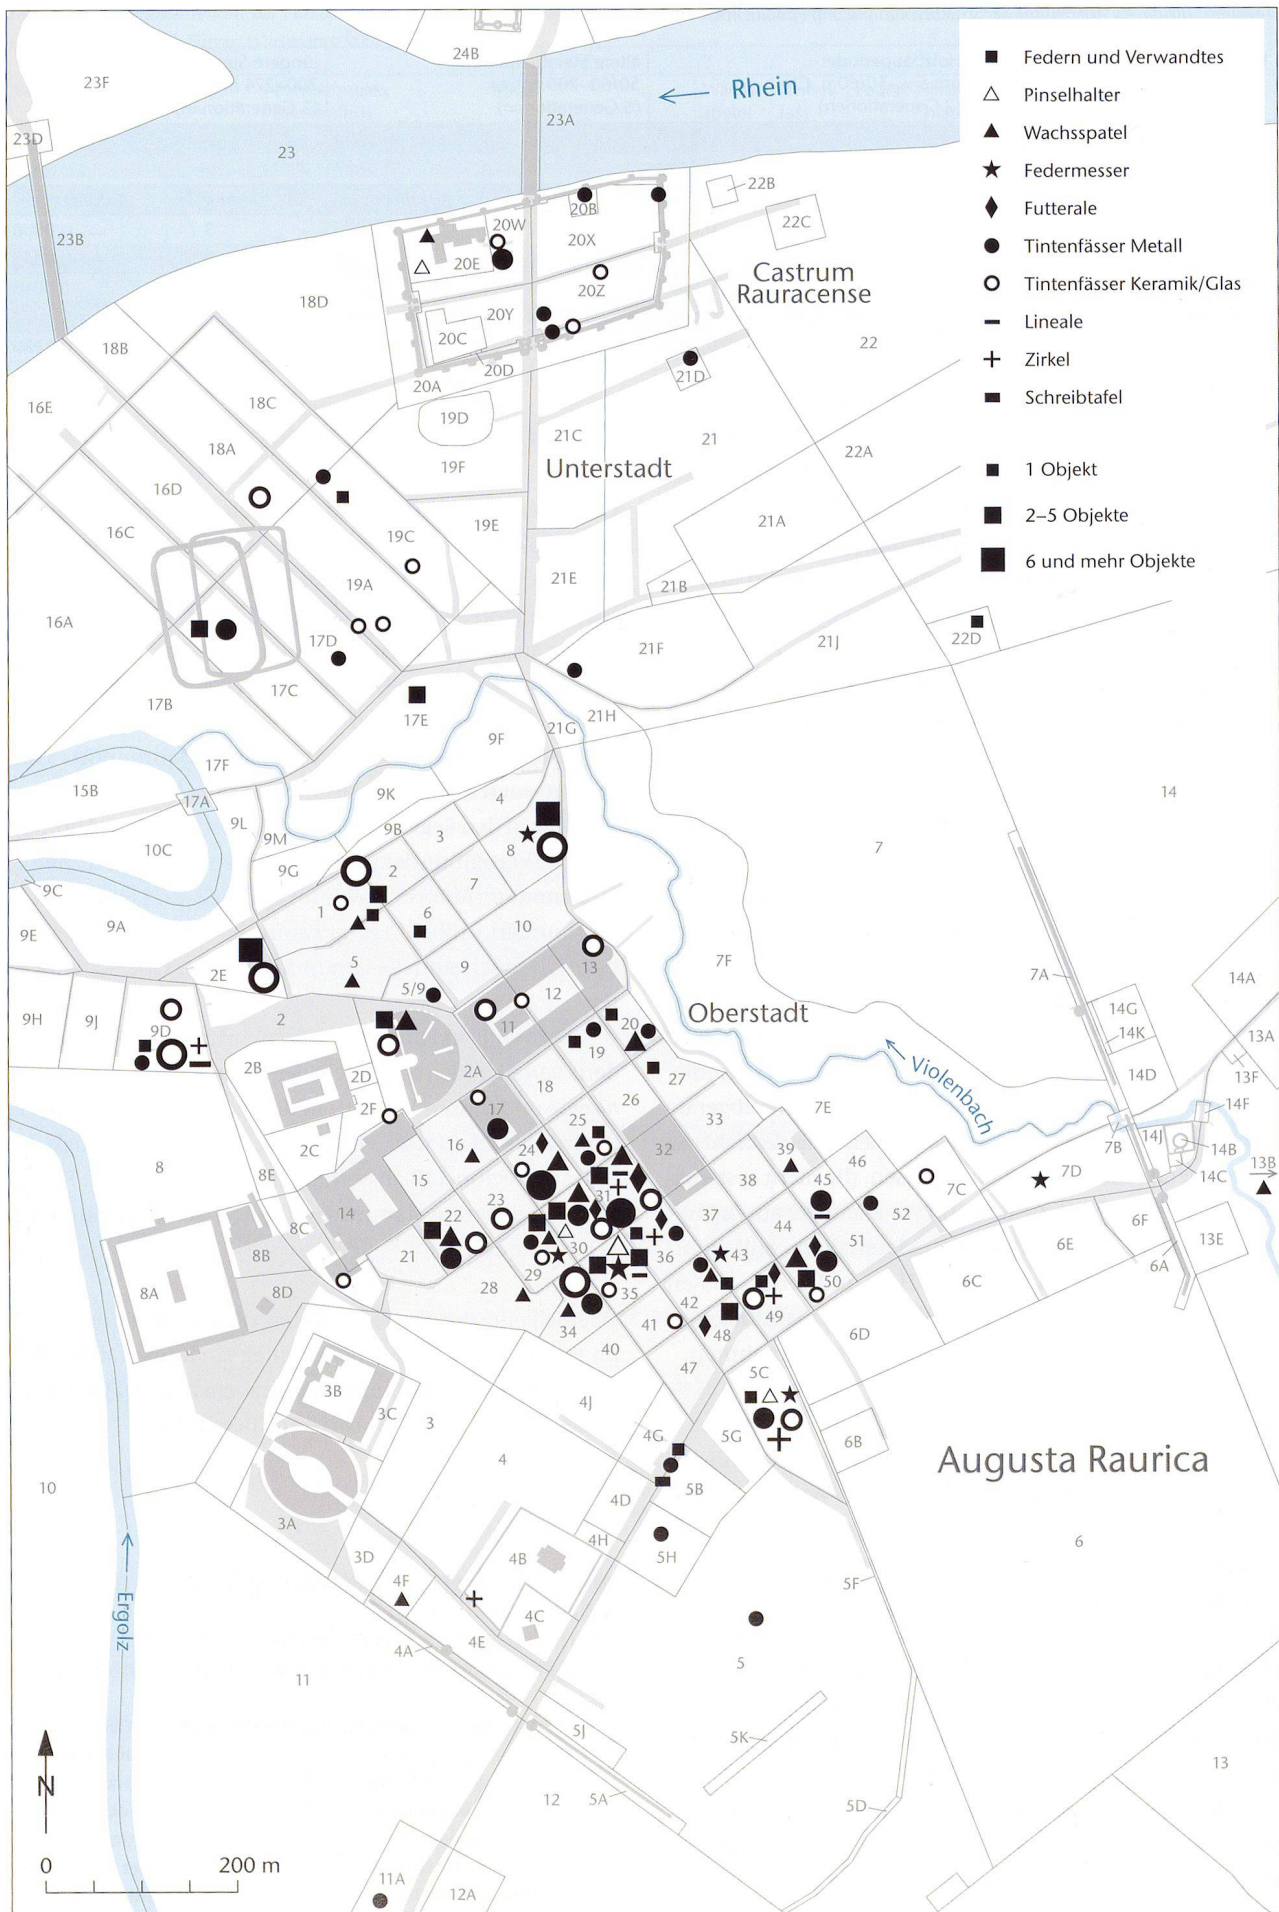 24B
23F
Rhein
23A
23D
23
23B
22B
20B
22C
20W
20X
20E
Castrum
Rauracense
20Z
18D
20Y
20C
22
18B
20D
21D
20A
16E
18C
19D
21C
21
18A
22A
19F
Unterstadt
16D
21A
19E
16C
19C
21E
19A
21B
16A
17D
21F
21J
22D
17C
17B
17E
21H
21G
9F
17F
15B
17A
9K
4
14
9L
9B
9M
3
10C
8
7
9G
2
9C
7
1
6
9A
10
9E
5
7F
2E
9
13
7A
14A
5/9
12
Oberstadt
14G
9H
9J
9D
2
11
20
14K
13A
19
2B
2D
2A
27
14D
13F
18
26
Violenbach
2F
33
7E
14F
17
25
16
24
32
39
7B
14J
14B
2C
46
13B
8
8E
15
38
45
7D
14C
7C
31
23
14
22
37
52
6F
8C
44
8B
21
30
36
43
51
6E
13E
6A
29
28
35
50
6C
8A
8D
42
49
34
41
48
6D
40
47
5C
3B
4J
3C
3
4G
5G
6B
Augusta Raurica
4
10
5B
4D
3A
4H
6
3D
4B
5H
4F
5F
4C
Ergolz
4A
4E
5
11
5J
5K
13
12
5A
5D
N
0
200 m
11A
12A
Federn und Verwandtes
Pinselhalter
Wachsspatel
Federmesser
Futterale
Tintenfässer Metall
Tintenfässer Keramik/Glas
Lineale
Zirkel
Schreibtafel
1 Objekt
2–5 Objekte
6 und mehr Objekte